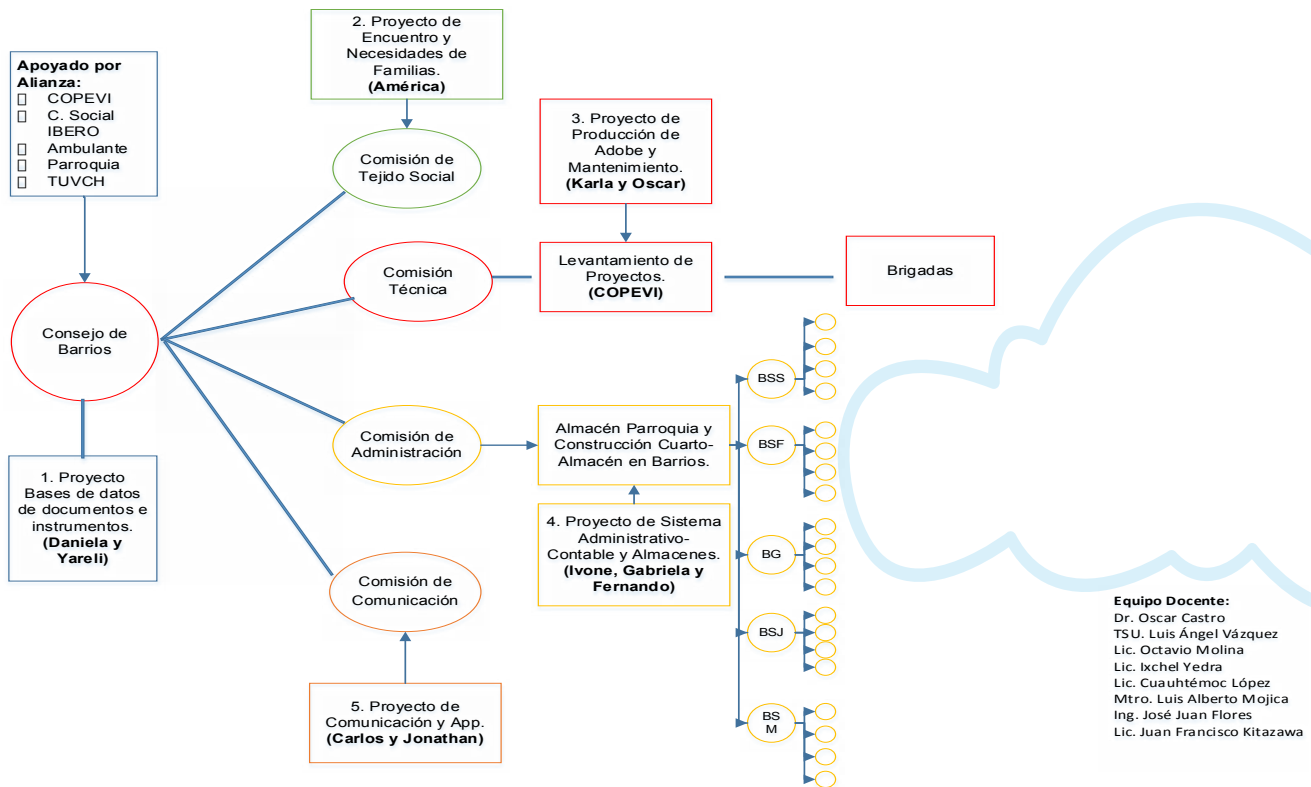 Apoyado por
Alianza:
COPEVI
C. Social
IBERO
Ambulante
Parroquia
TUVCH
2. Proyecto de
Encuentro y
Necesidades de
Familias.
(América)
Comisión de
Tejido Social
3. Proyecto de
Producción de
Adobe y
Mantenimiento.
(Karla y Oscar)
Comisión
Técnica
Levantamiento de
Proyectos.
(COPEVI)
Brigadas
Consejo de
Barrios
1. Proyecto
Bases de datos
de documentos e
instrumentos.
(Daniela y
Yareli)
Comisión de
Administración
Almacén Parroquia y
Construcción Cuarto-
Almacén en Barrios.
4. Proyecto de Sistema
Administrativo-
Contable y Almacenes.
(Ivone, Gabriela y
Fernando)
BSS
BSF
BG
BSJ
BS
M
Comisión de
Comunicación
5. Proyecto de
Comunicación y App.
(Carlos y Jonathan)
Equipo Docente:
Dr. Oscar Castro
TSU. Luis Ángel Vázquez
Lic. Octavio Molina
Lic. Ixchel Yedra
Lic. Cuauhtémoc López
Mtro. Luis Alberto Mojica
Ing. José Juan Flores
Lic. Juan Francisco Kitazawa